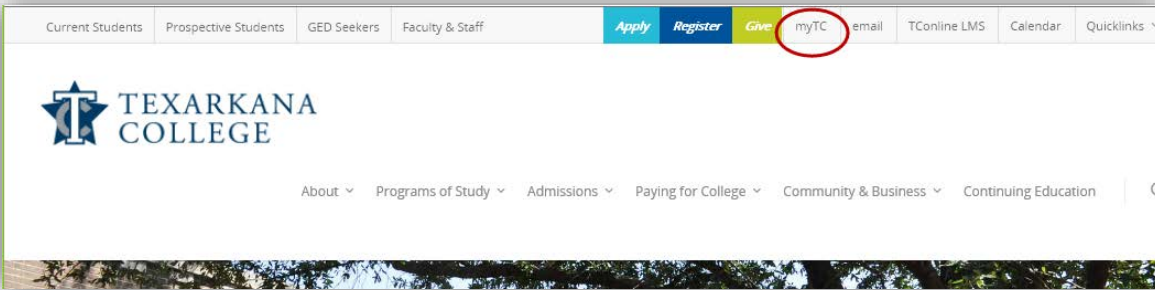 Current Students Prospective Students GED Seekers Faculty & Staff Apply Register Give myTC email TConline LMS Calendar Quicklinks
TEXARKANA
COLLEGE
About Programs of Study Admissions Paying for College Community & Business Continuing Education